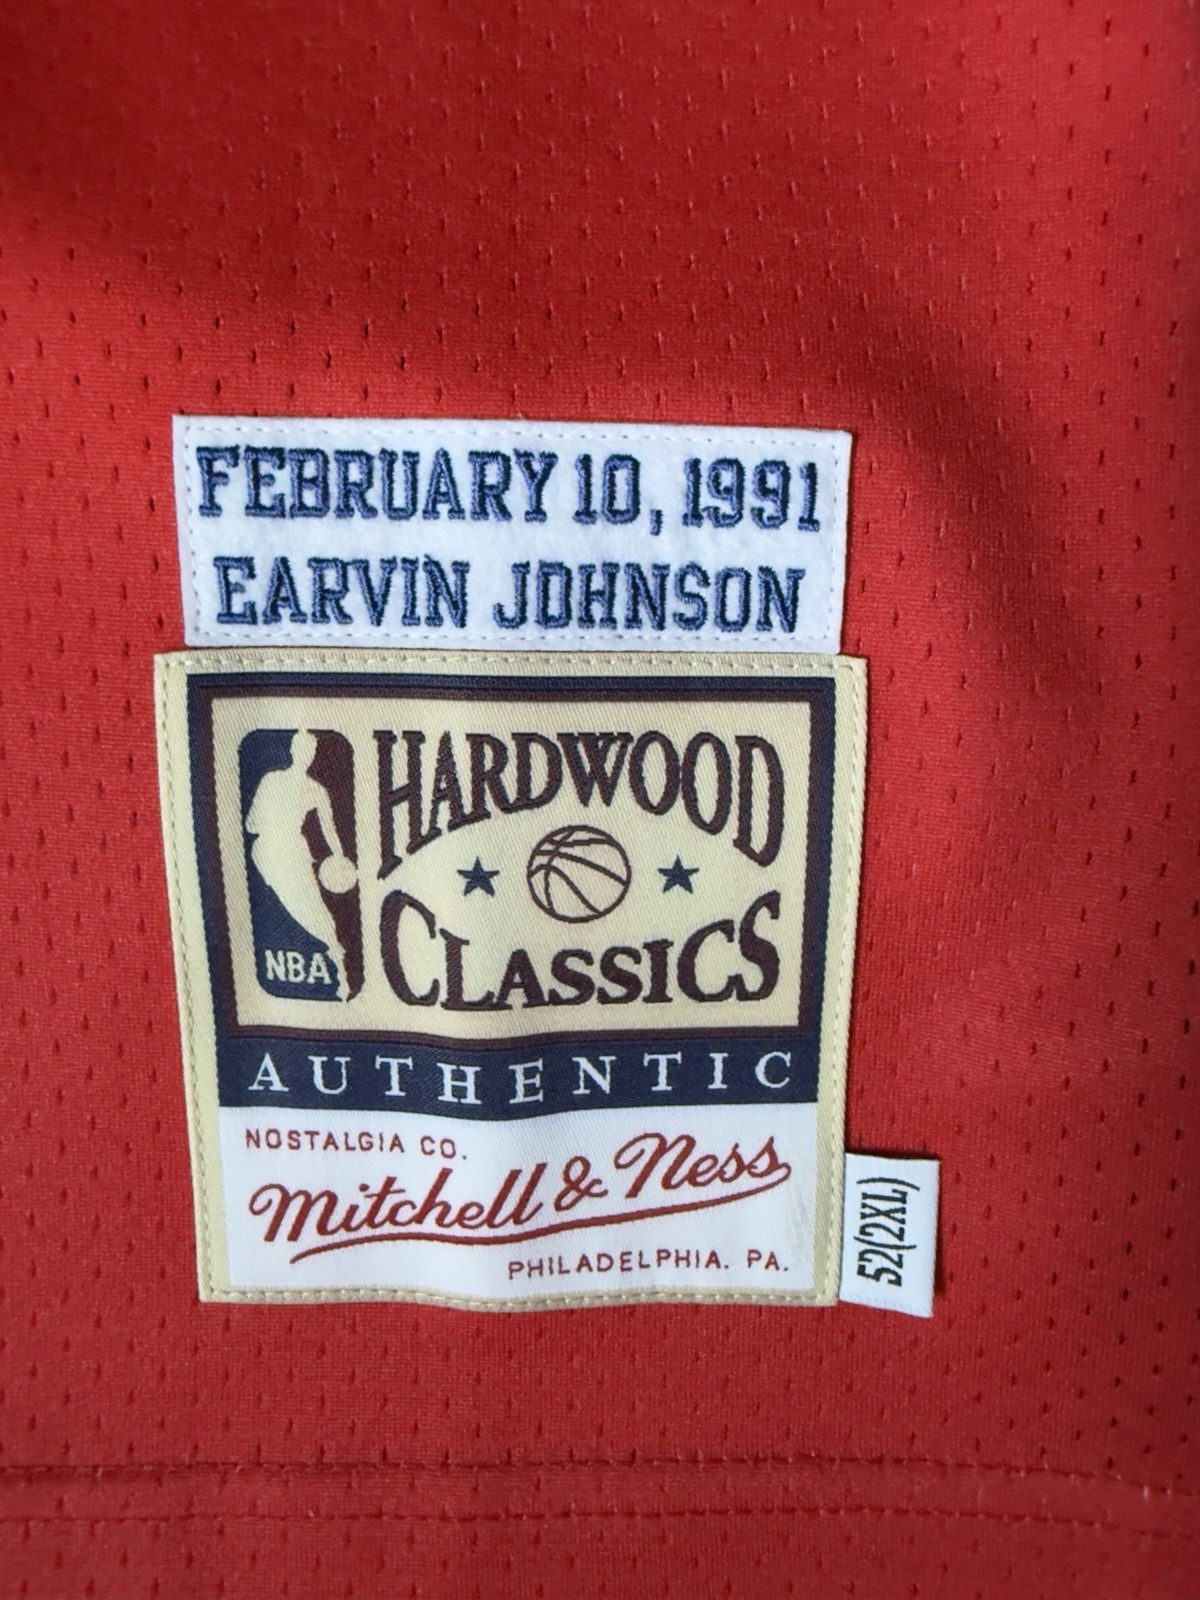 FEBRUARY 10, 1991
EARVIN JOHNSON
HARDWOOD
CLASSICS
NBA
AUTHENTIC
NOSTALGIA CO.
Mitchell & Ness
PHILADELPHIA. PA.
52(2XL)